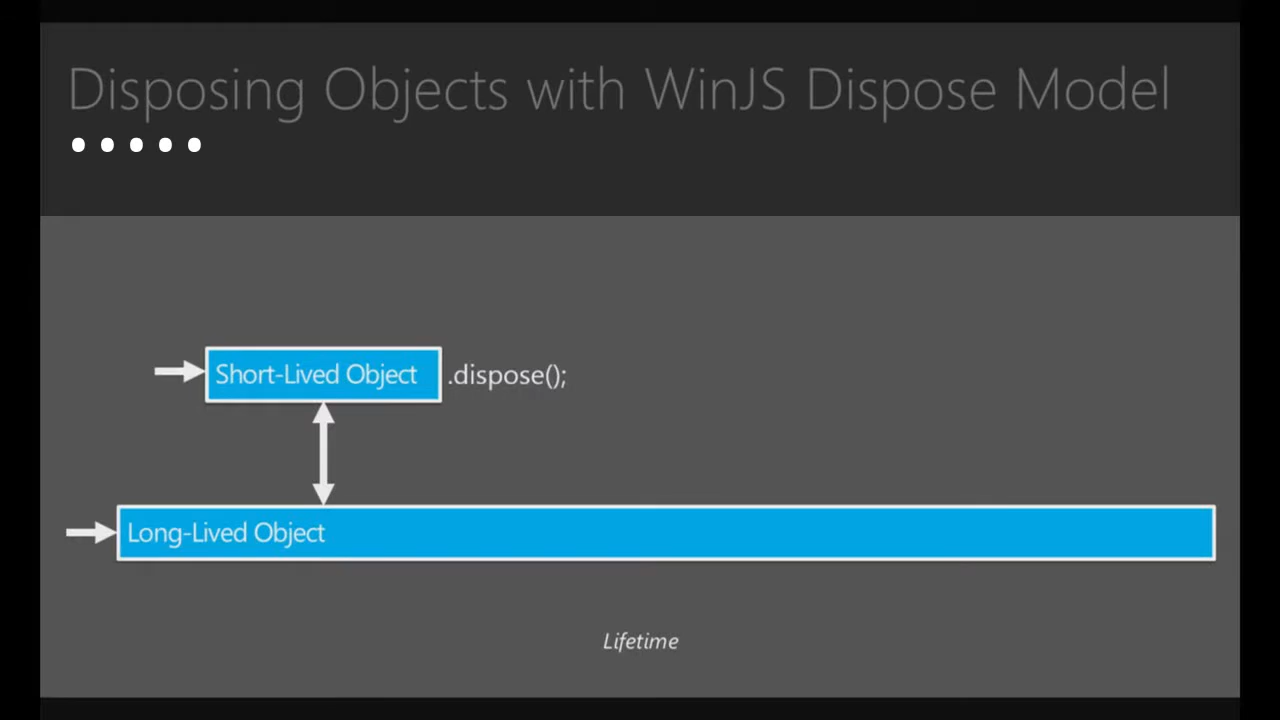 Disposing Objects with WinJS Dispose Model
Short-Lived Object .dispose();
Long-Lived Object
Lifetime